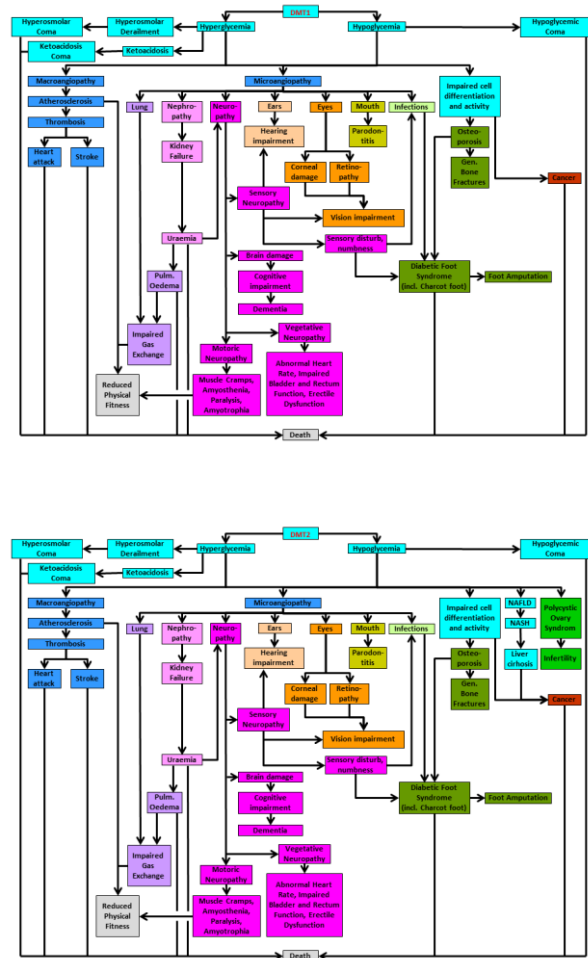 DMT1
Hyperosmolar
Coma
Hyperosmolar
Derailment
Hyperglycemia
Hypoglycemia
Hypoglycemic
Coma
Ketoacidosis
Coma
Ketoacidosis
Macroangiopathy
Microangiopathy
Impaired cell
differentiation
and activity
Atherosclerosis
Lung
Nephro-
pathy
Neuro-
pathy
Ears
Eyes
Mouth
Infections
Thrombosis
Hearing
impairment
Parodon-
titis
Osteo-
porosis
Heart
attack
Stroke
Kidney
Failure
Corneal
damage
Retino-
pathy
Gen.
Bone
Fractures
Cancer
Sensory
Neuropathy
Vision impairment
Uraemia
Sensory disturb,
numbness
Brain damage
Diabetic Foot
Syndrome
(incl. Charcot foot)
Foot Amputation
Pulm.
Oedema
Cognitive
impairment
Dementia
Impaired
Gas
Exchange
Vegetative
Neuropathy
Motoric
Neuropathy
Abnormal Heart
Rate, Impaired
Bladder and Rectum
Function, Erectile
Dysfunction
Reduced
Physical
Fitness
Muscle Cramps,
Amyosthenia,
Paralysis,
Amyotrophia
Death
DMT2
Hyperosmolar
Coma
Hyperosmolar
Derailment
Hyperglycemia
Hypoglycemia
Hypoglycemic
Coma
Ketoacidosis
Coma
Ketoacidosis
Macroangiopathy
Microangiopathy
Impaired cell
differentiation
and activity
NAFLD
Polycystic
Ovary
Syndrom
Atherosclerosis
Lung
Nephro-
pathy
Neuro-
pathy
Ears
Eyes
Mouth
Infections
NASH
Thrombosis
Hearing
impairment
Parodon-
titis
Osteo-
porosis
Liver
cirhosis
Infertility
Heart
attack
Stroke
Kidney
Failure
Corneal
damage
Retino-
pathy
Gen.
Bone
Fractures
Cancer
Sensory
Neuropathy
Vision impairment
Uraemia
Sensory disturb,
numbness
Brain damage
Diabetic Foot
Syndrome
(incl. Charcot foot)
Foot Amputation
Pulm.
Oedema
Cognitive
impairment
Dementia
Impaired
Gas
Exchange
Vegetative
Neuropathy
Motoric
Neuropathy
Abnormal Heart
Rate, Impaired
Bladder and Rectum
Function, Erectile
Dysfunction
Reduced
Physical
Fitness
Muscle Cramps,
Amyosthenia,
Paralysis,
Amyotrophia
Death